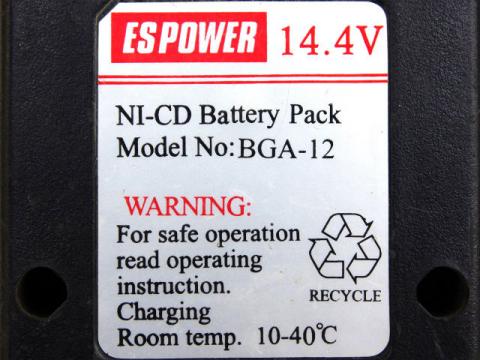 ESPOWER 14.4V
NI-CD Battery Pack
Model No:BGA-12
WARNING:
For safe operation
read operating
instruction.
RECYCLE
Charging
Room temp. 10-40℃